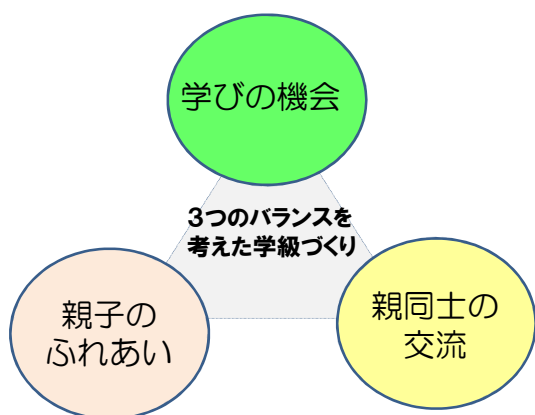 学びの機会
3つのバランスを
考えた学級づくり
親子の
ふれあい
親同士の
交流